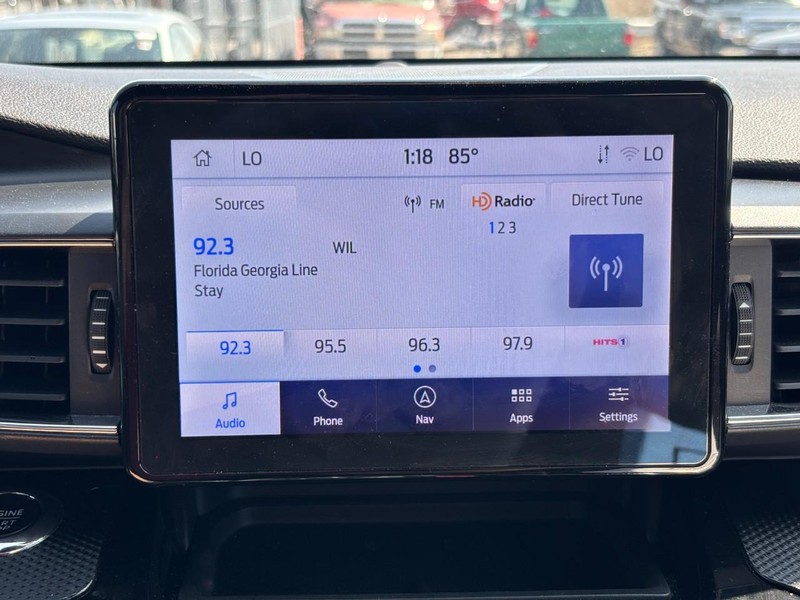 LO 1:18 85° LO
Sources FM HD Radio Direct Tune
1 2 3
92.3 WIL
Florida Georgia Line
Stay
92.3 95.5 96.3 97.9 HITS 1
Audio Phone Nav Apps Settings